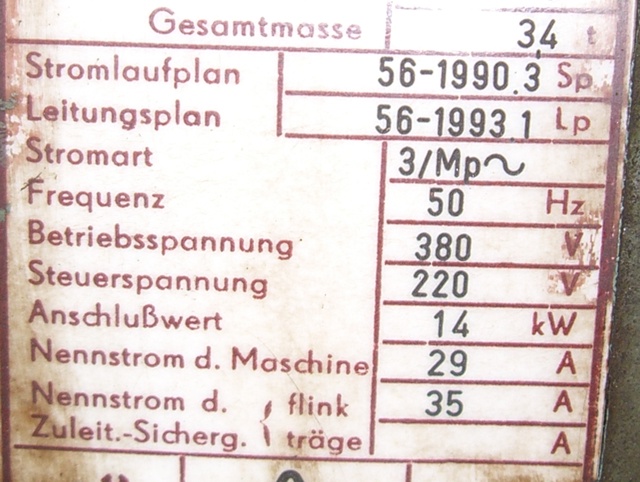 Gesamtmasse 3,4 t
Stromlaufplan 56-1990.3 Sp
Leitungsplan 56-1993.1 Lp
Stromart 3/Mp~
Frequenz 50 Hz
Betriebsspannung 380 V
Steuerspannung 220 V
Anschlußwert 14 kW
Nennstrom d. Maschine 29 A
Nennstrom d. flink 35 A
Zuleit.-Sicherg. träge A